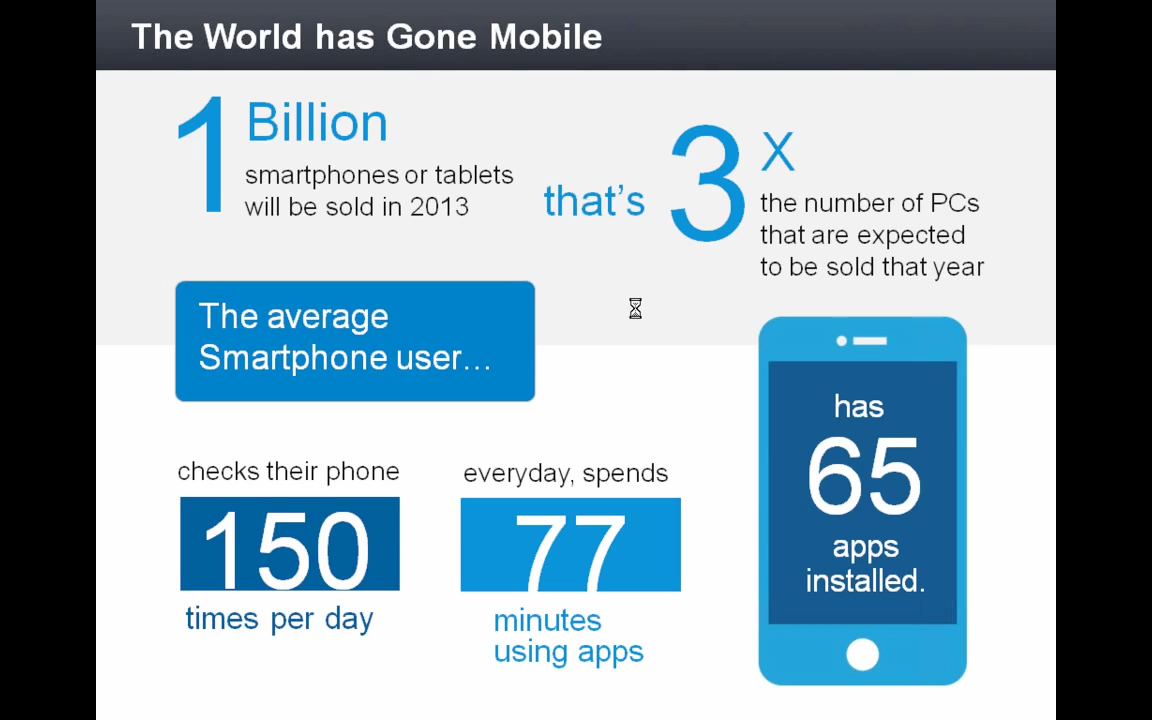 The World has Gone Mobile
1 Billion
smartphones or tablets
will be sold in 2013
that's
3 X
the number of PCs
that are expected
to be sold that year
The average
Smartphone user...
checks their phone
150
times per day
everyday, spends
77
minutes
using apps
has
65
apps
installed.